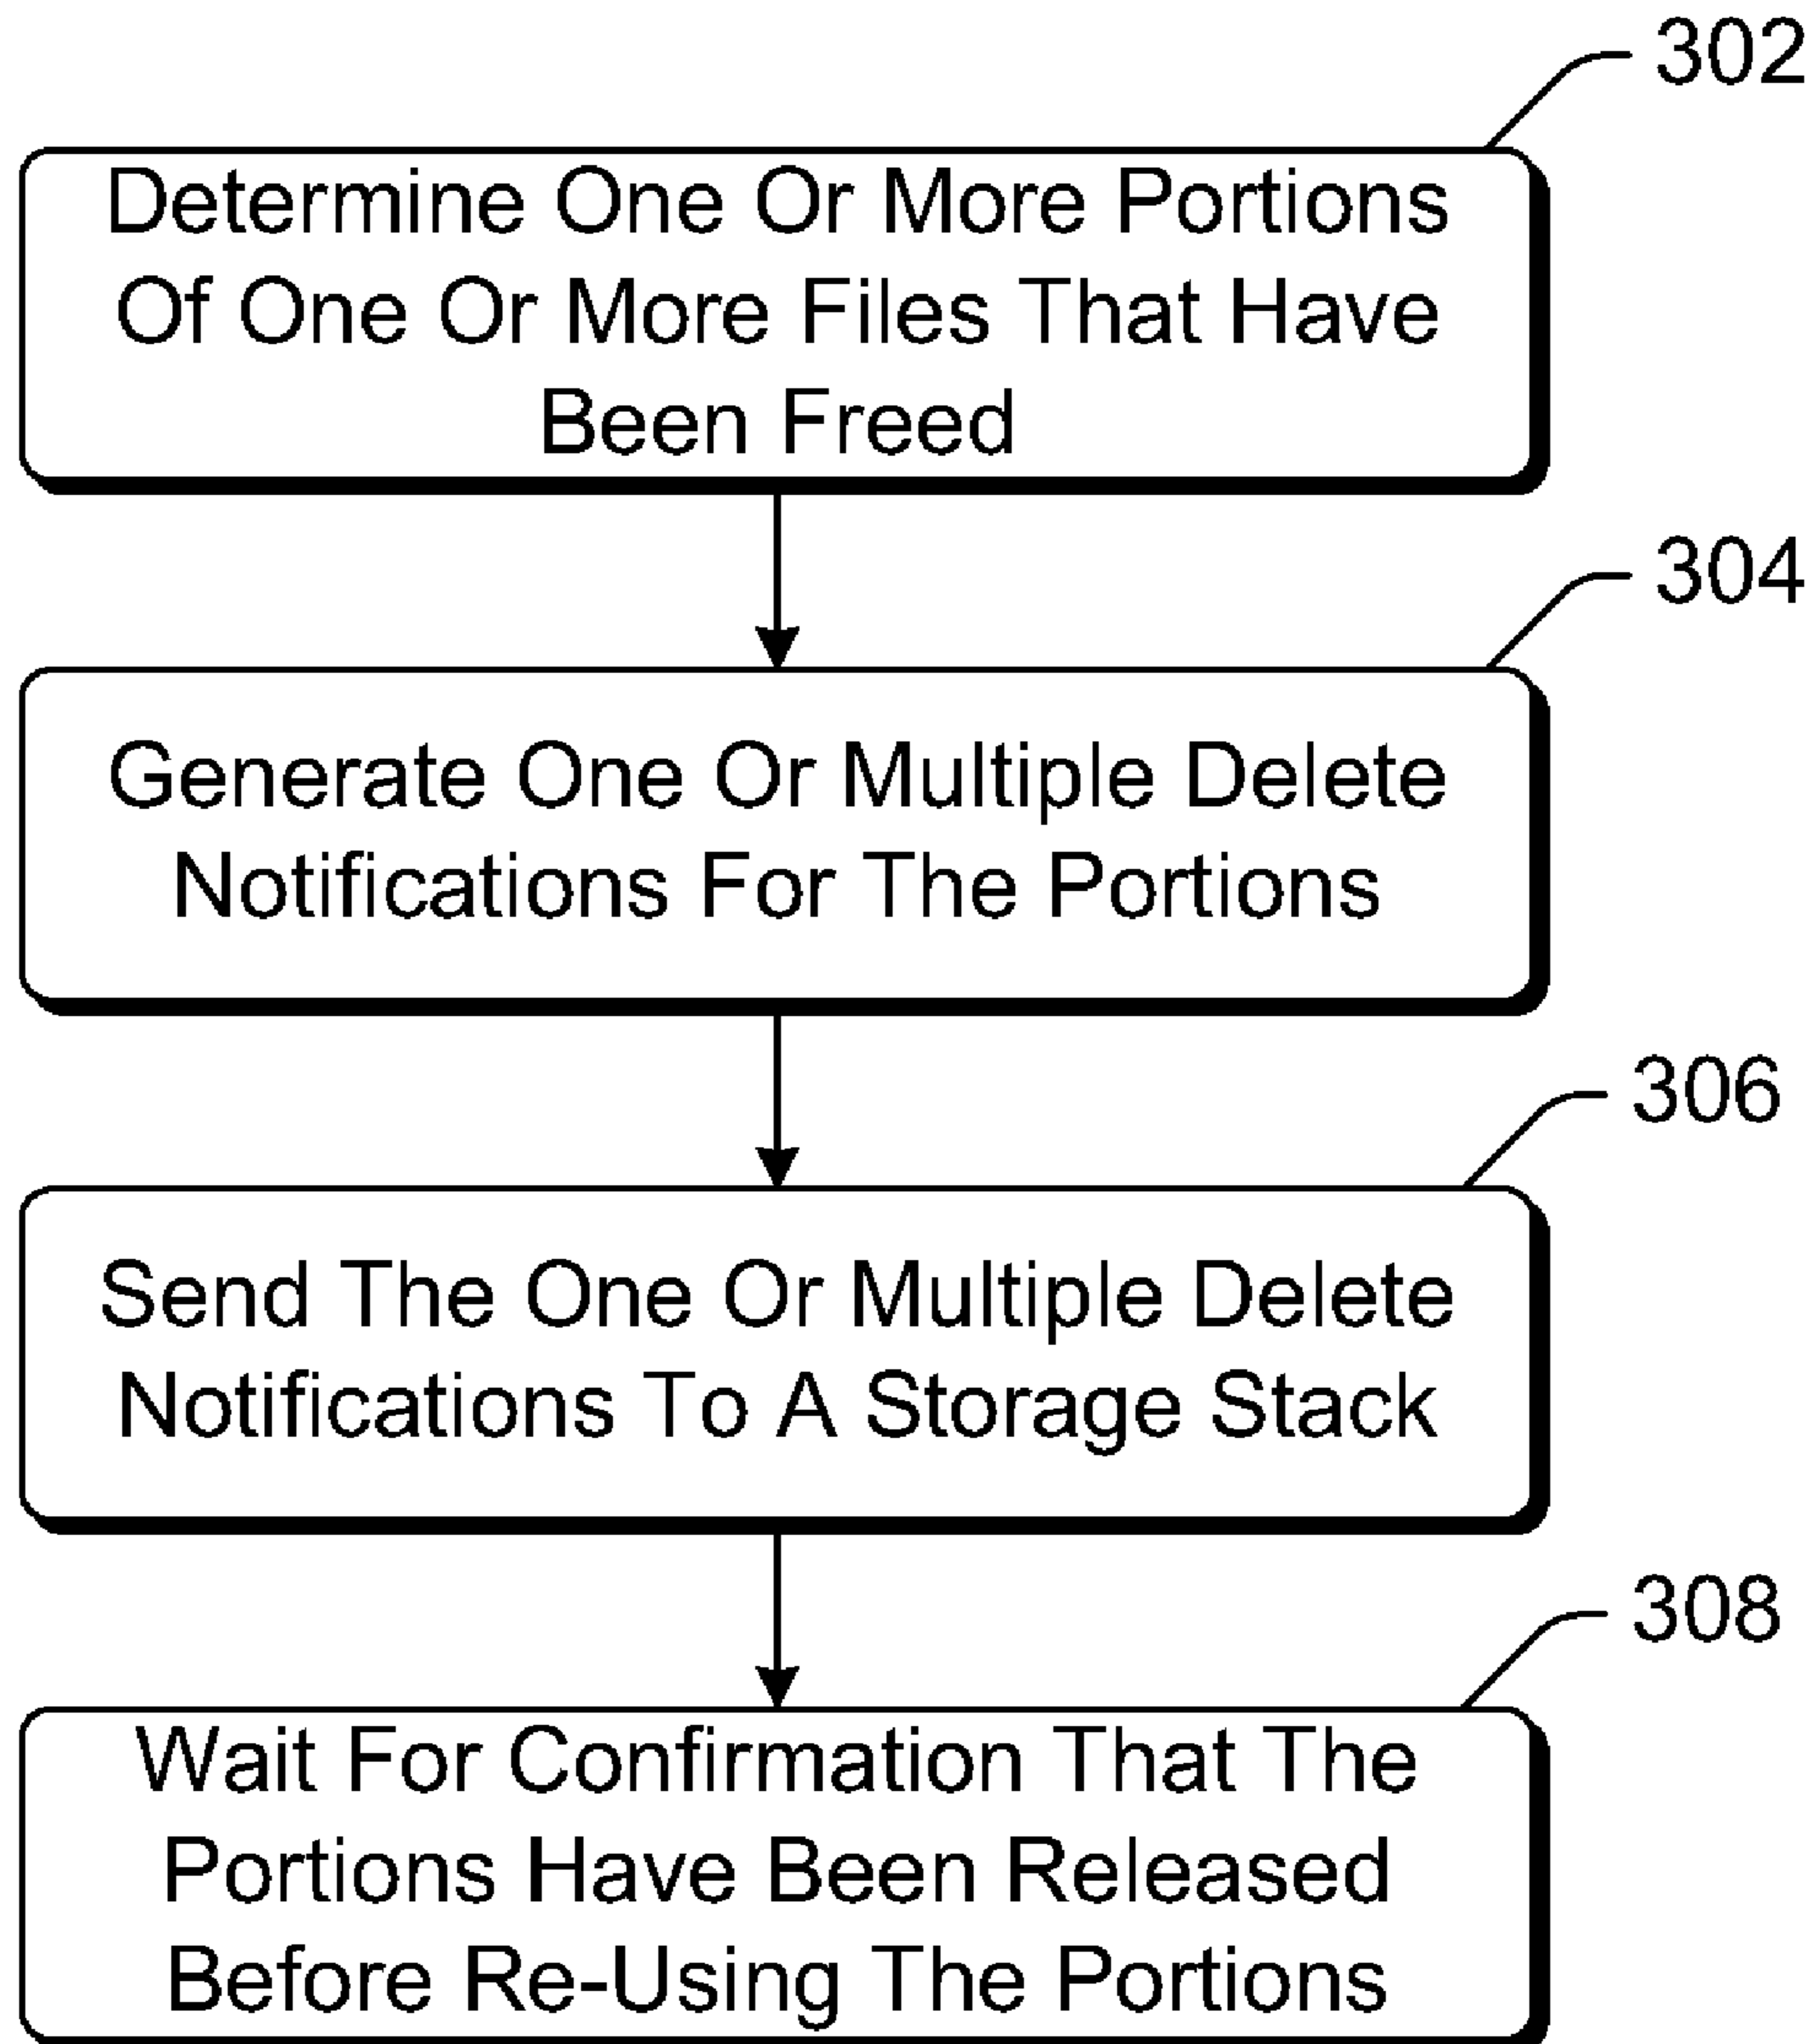 302
Determine One Or More Portions
Of One Or More Files That Have
Been Freed
304
Generate One Or Multiple Delete
Notifications For The Portions
306
Send The One Or Multiple Delete
Notifications To A Storage Stack
308
Wait For Confirmation That The
Portions Have Been Released
Before Re-Using The Portions